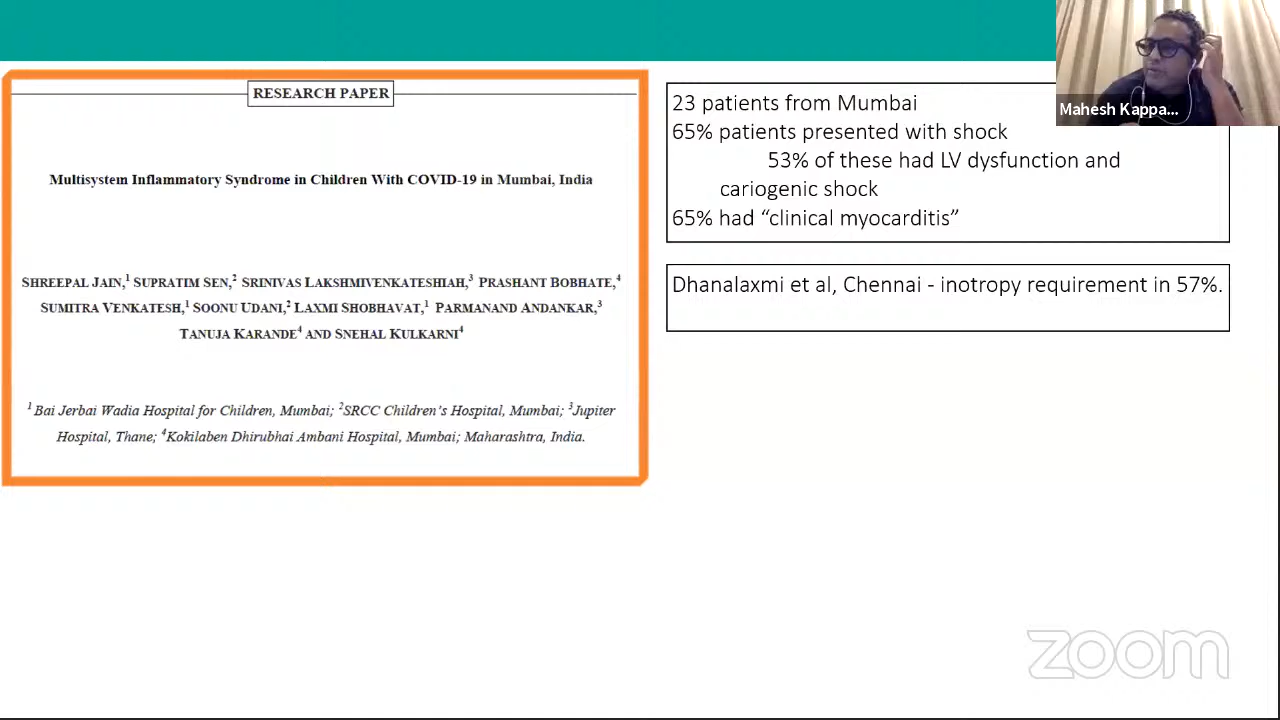 RESEARCH PAPER
Multisystem Inflammatory Syndrome in Children With COVID-19 in Mumbai, India
SHREEPAL JAIN,1 SUPRATIM SEN,2 SRINIVAS LAKSHMIVENKATESHIAH,3 PRASHANT BOBHATE,4
SUMITRA VENKATESH,1 SOONU UDANI,2 LAXMI SHOBHAVAT,1 PARMANAND ANDANKAR,3
TANUJA KARANDE4 AND SNEHAL KULKARNI4
1Bai Jerbai Wadia Hospital for Children, Mumbai; 2SRCC Children's Hospital, Mumbai; 3Jupiter
Hospital, Thane; 4Kokilaben Dhirubhai Ambani Hospital, Mumbai; Maharashtra, India.
23 patients from Mumbai
65% patients presented with shock
53% of these had LV dysfunction and
cariogenic shock
65% had “clinical myocarditis”
Dhanalaxmi et al, Chennai - inotropy requirement in 57%.
Mahesh Kappa...
zoom